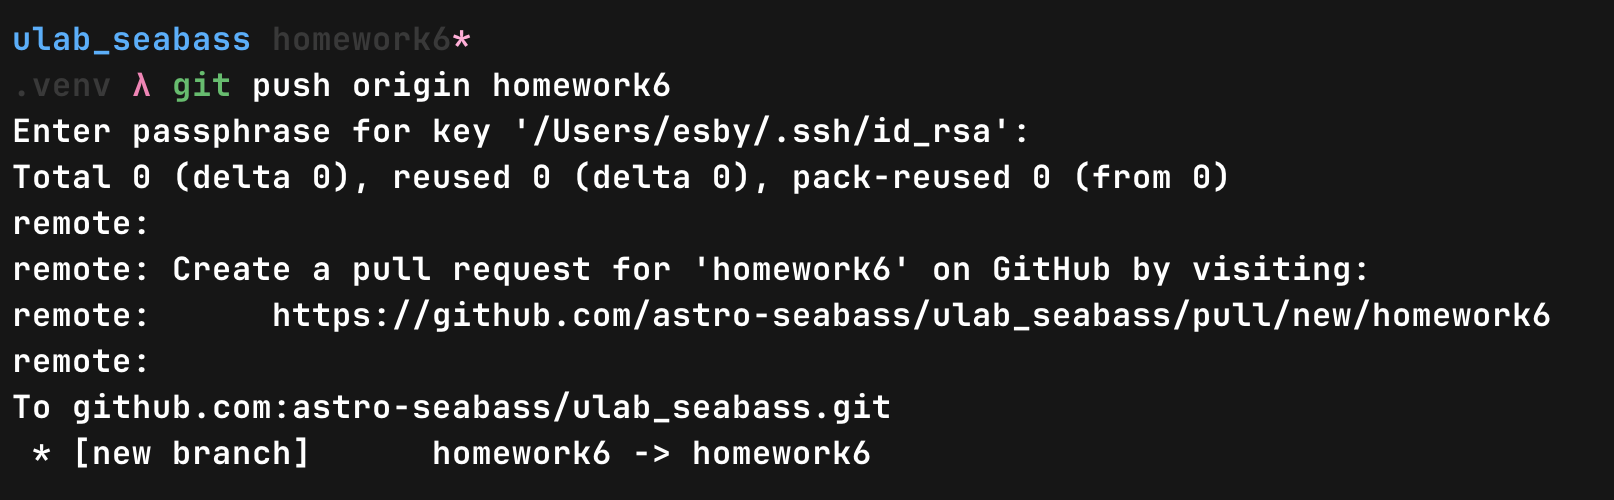 ulab_seabass homework6*
.venv λ git push origin homework6
Enter passphrase for key '/Users/esby/.ssh/id_rsa':
Total 0 (delta 0), reused 0 (delta 0), pack-reused 0 (from 0)
remote:
remote: Create a pull request for 'homework6' on GitHub by visiting:
remote:      https://github.com/astro-seabass/ulab_seabass/pull/new/homework6
remote:
To github.com:astro-seabass/ulab_seabass.git
 * [new branch]      homework6 -> homework6